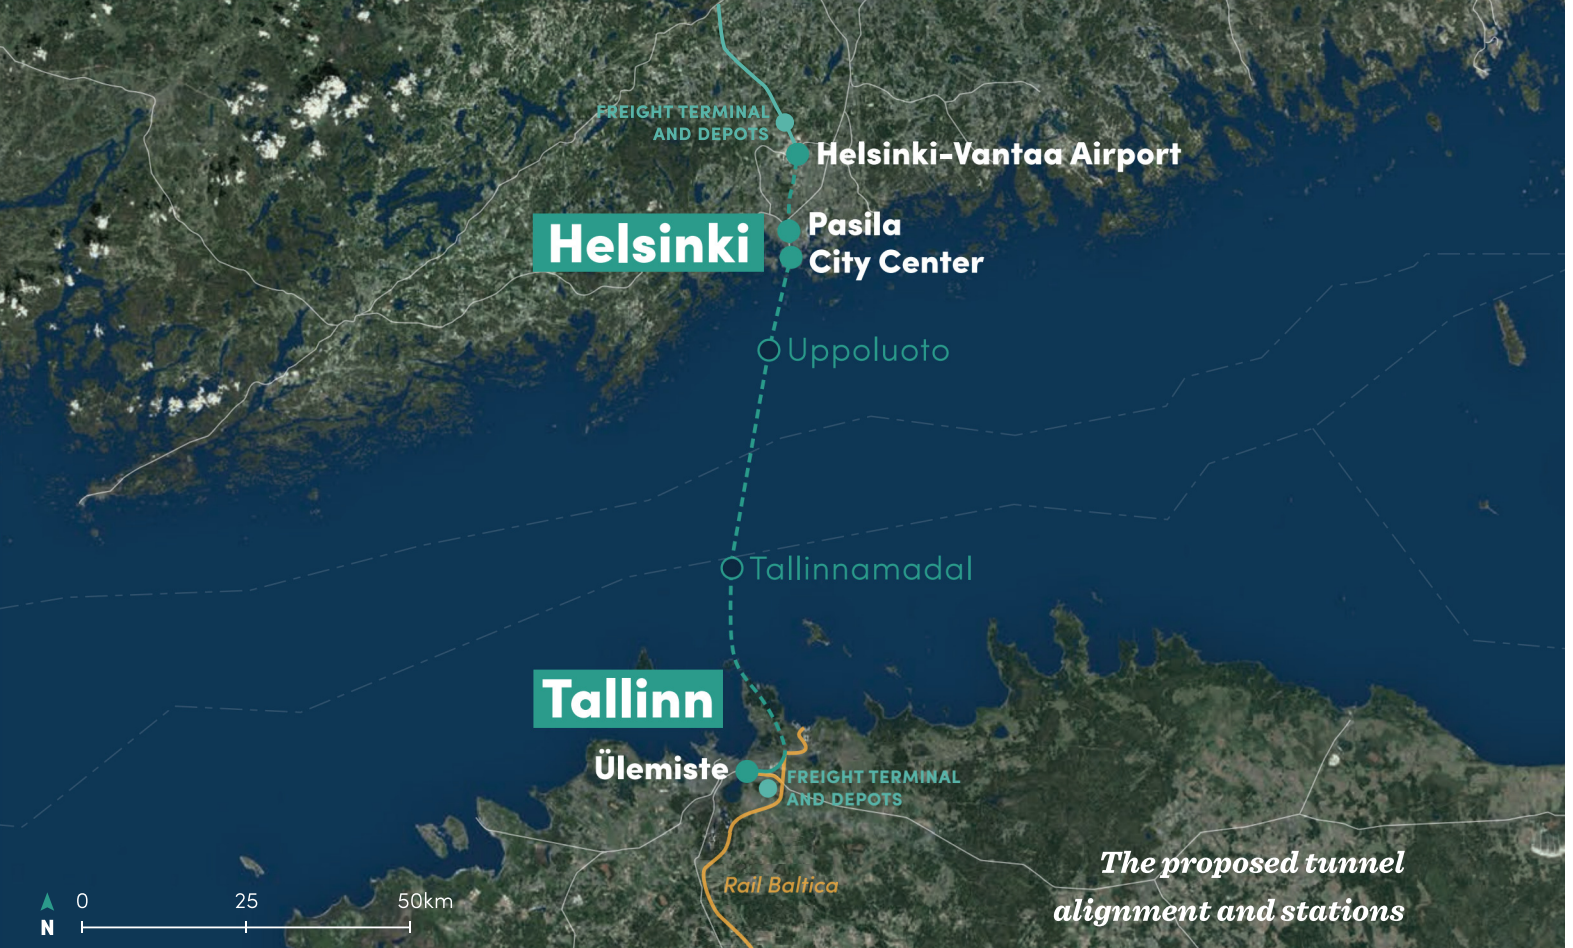 FREIGHT TERMINAL
AND DEPOTS
Helsinki-Vantaa Airport
Helsinki
Pasila
City Center
Uppoluoto
Tallinnamadal
Tallinn
Ülemiste
FREIGHT TERMINAL
AND DEPOTS
Rail Baltica
The proposed tunnel
alignment and stations
0 25 50km
N